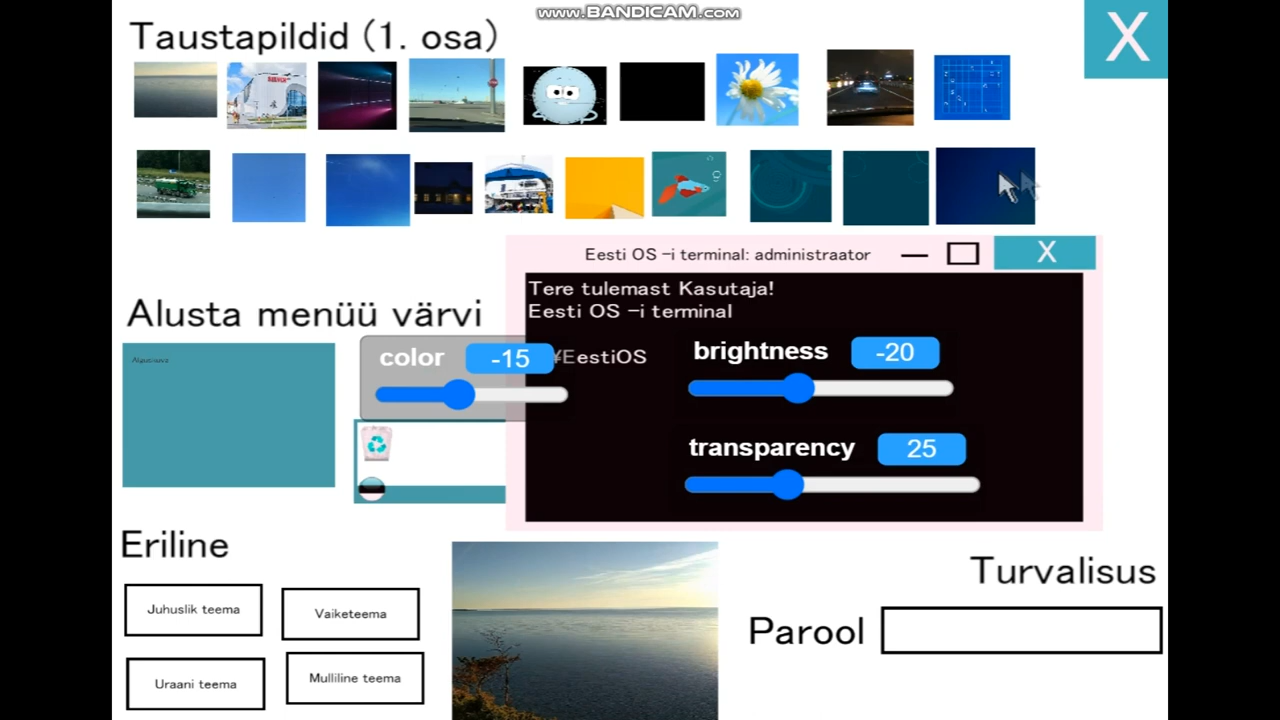 www.BANDICAM.com
Taustapildid (1. osa)
X
Eesti OS -i terminal: administraator
X
Tere tulemast Kasutaja!
Eesti OS -i terminal
¥EestiOS
Alusta menüü värvi
color -15
brightness -20
transparency 25
Eriline
Juhuslik teema
Vaiketeema
Uraani teema
Mulliline teema
Turvalisus
Parool